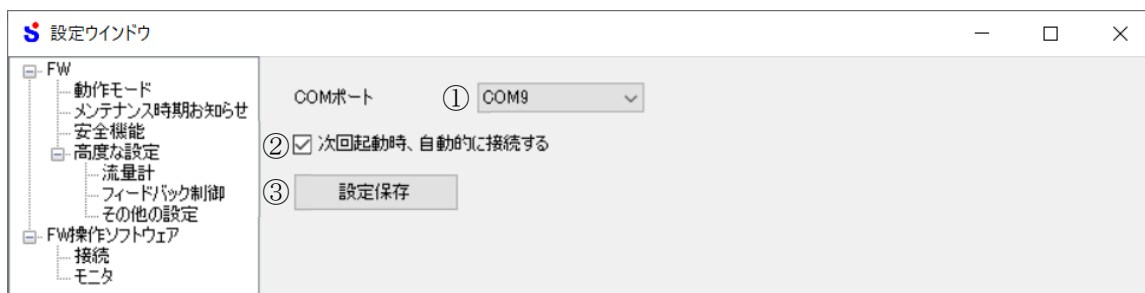 設定ウインドウ
FW
動作モード
メンテナンス時期お知らせ
安全機能
高度な設定
流量計
フィードバック制御
その他の設定
FW操作ソフトウェア
接続
モニタ
COMポート ① COM9
② 次回起動時、自動的に接続する
③ 設定保存